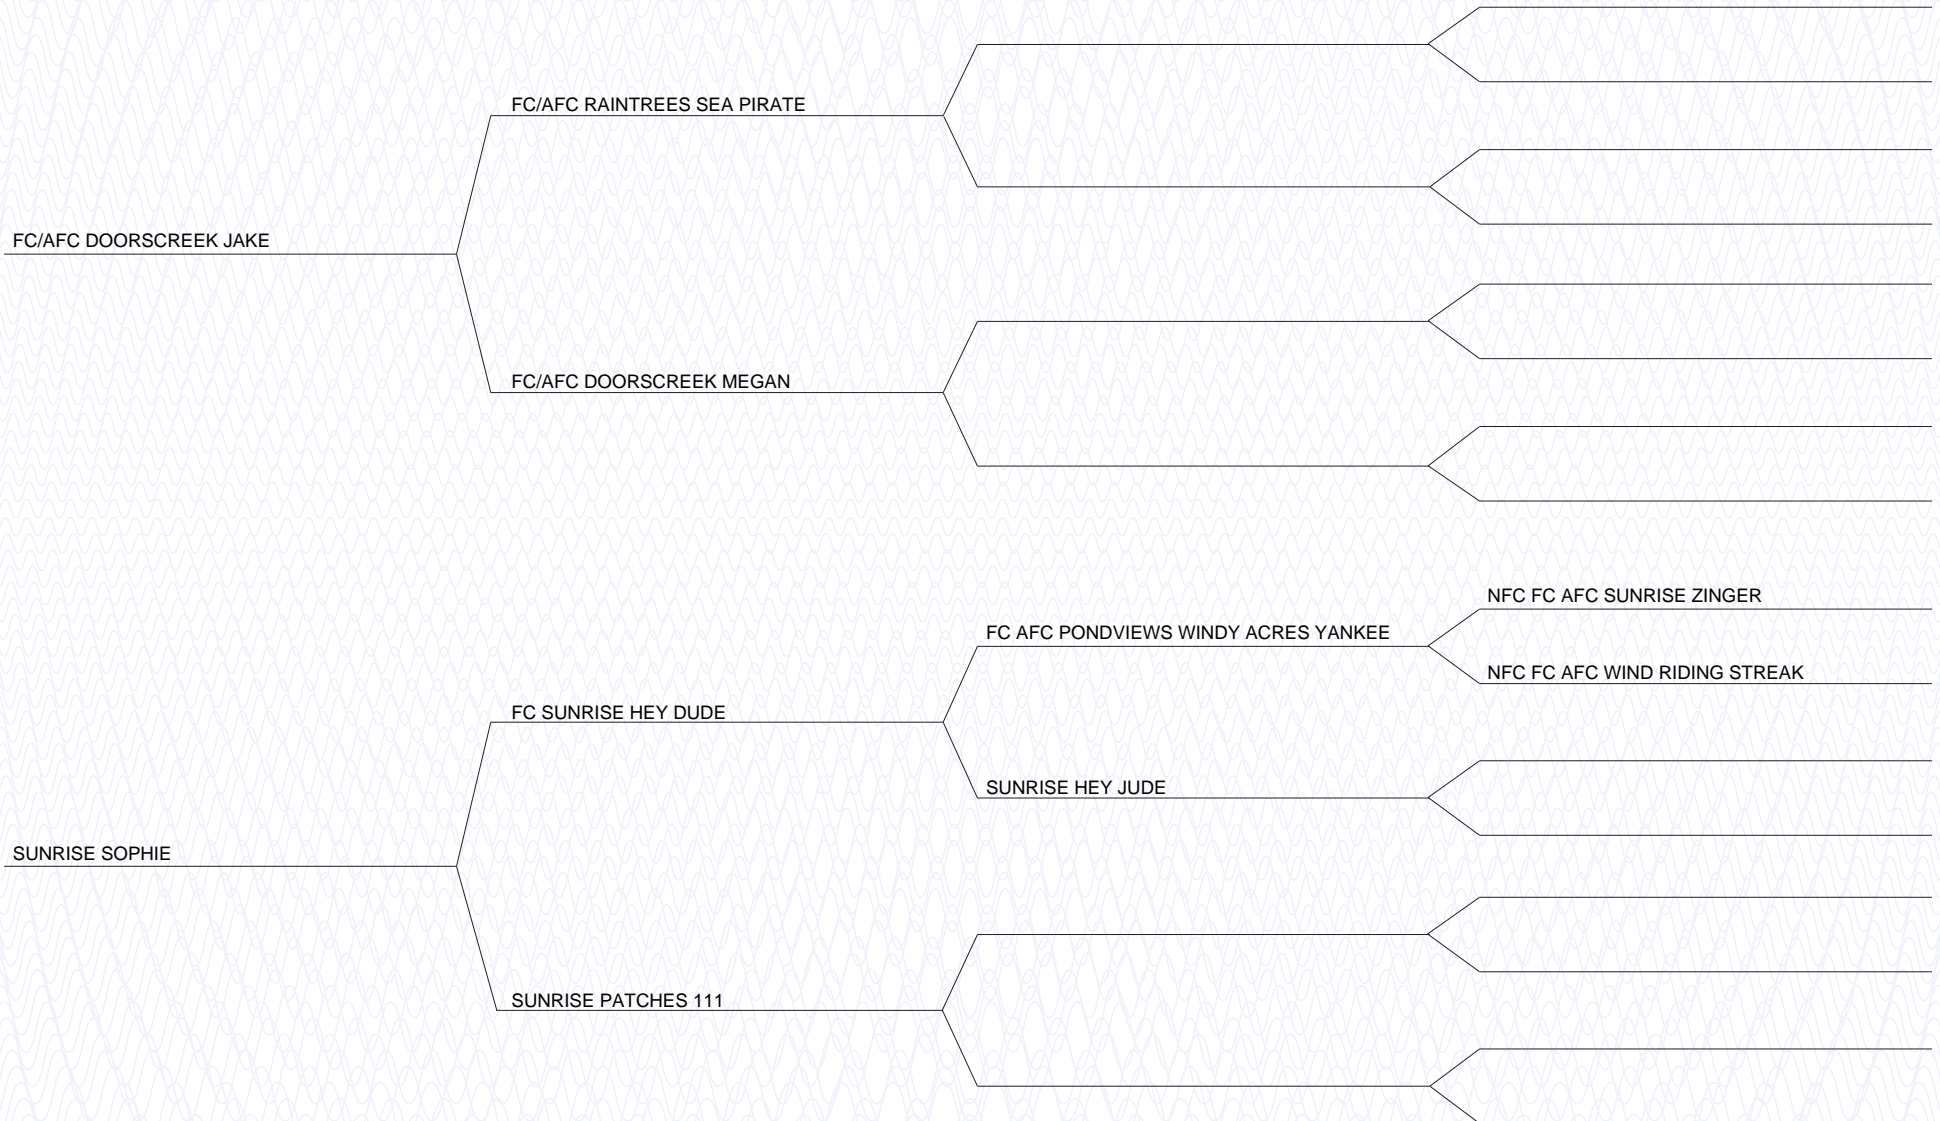 FC/AFC RAINTREES SEA PIRATE
FC/AFC DOORSCREEK JAKE
FC/AFC DOORSCREEK MEGAN
NFC FC AFC SUNRISE ZINGER
FC AFC PONDVIEWS WINDY ACRES YANKEE
NFC FC AFC WIND RIDING STREAK
FC SUNRISE HEY DUDE
SUNRISE HEY JUDE
SUNRISE SOPHIE
SUNRISE PATCHES 111